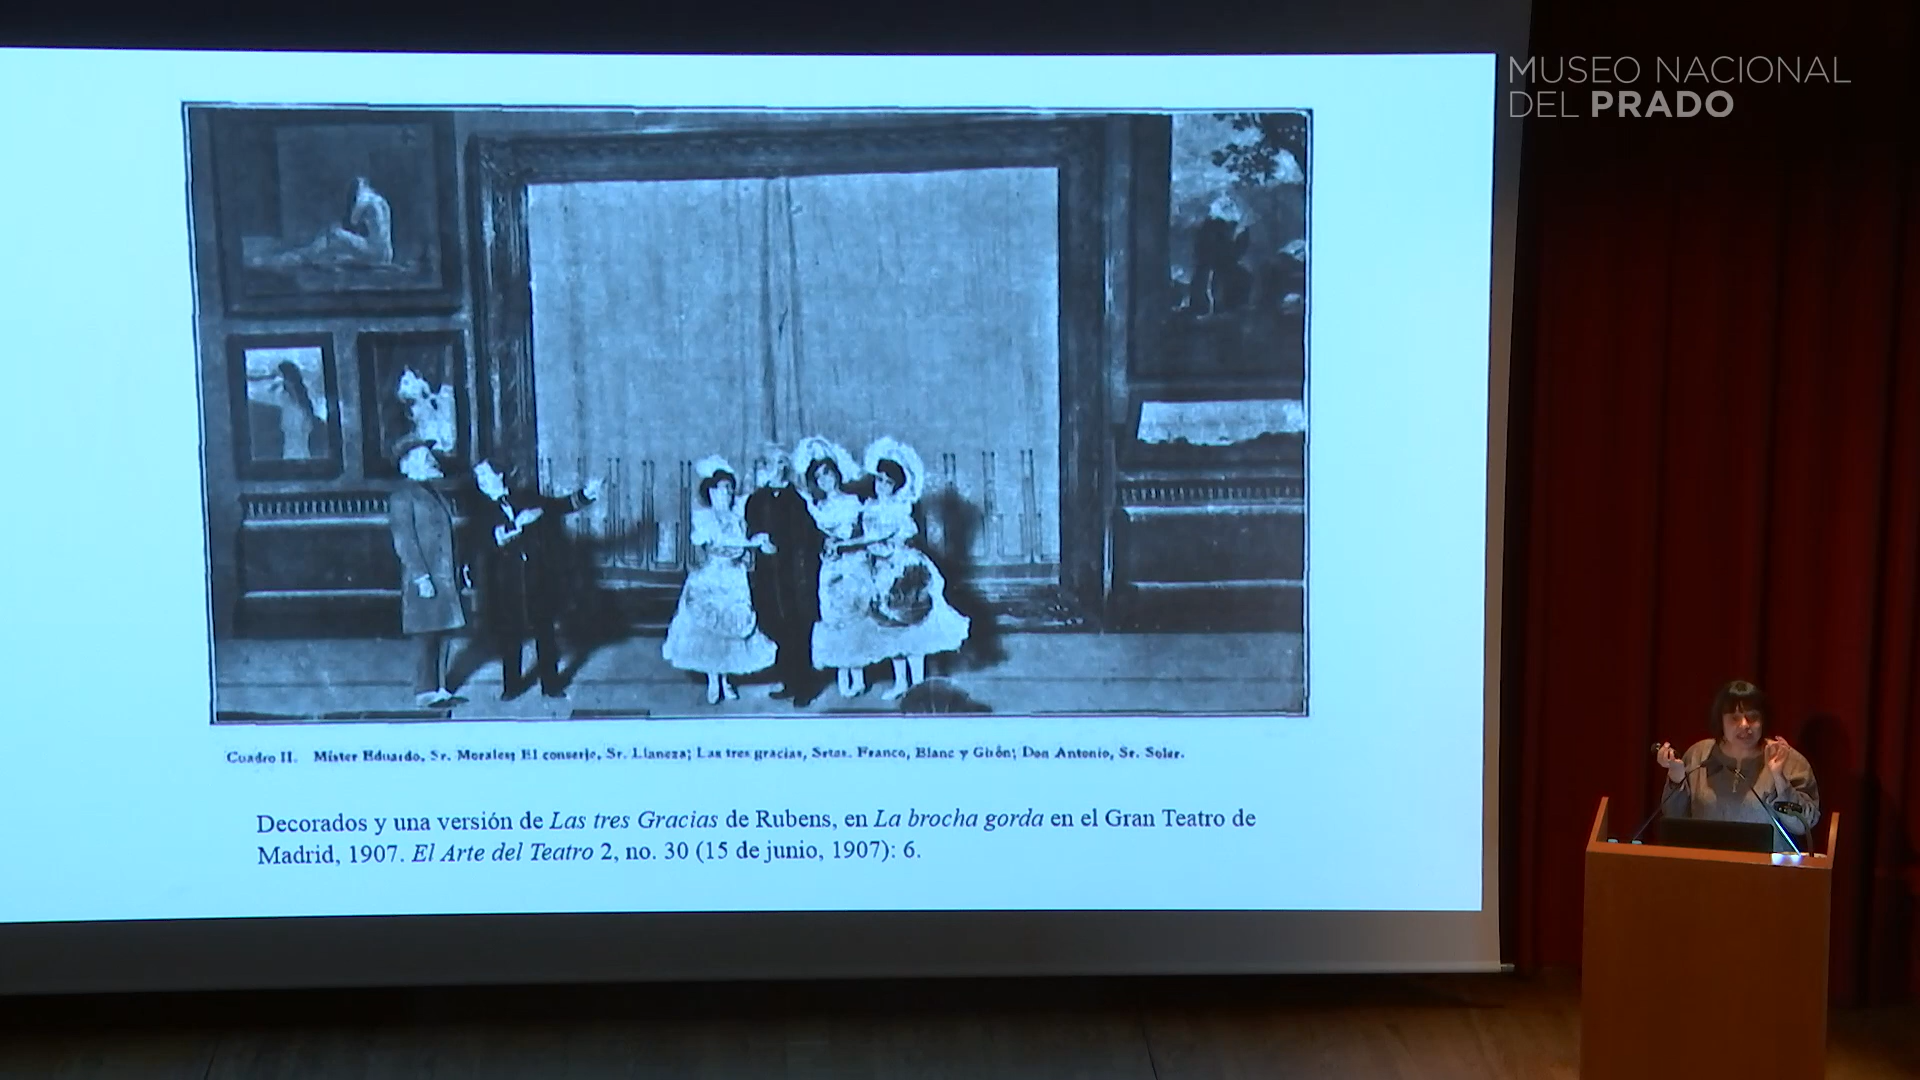 MUSEO NACIONAL
DEL PRADO
Cuadro II. Míster Eduardo, Sr. Morales; El conserje, Sr. Llaneza; Las tres gracias, Srtas. Franco, Blanc y Girón; Don Antonio, Sr. Soler.
Decorados y una versión de Las tres Gracias de Rubens, en La brocha gorda en el Gran Teatro de
Madrid, 1907. El Arte del Teatro 2, no. 30 (15 de junio, 1907): 6.